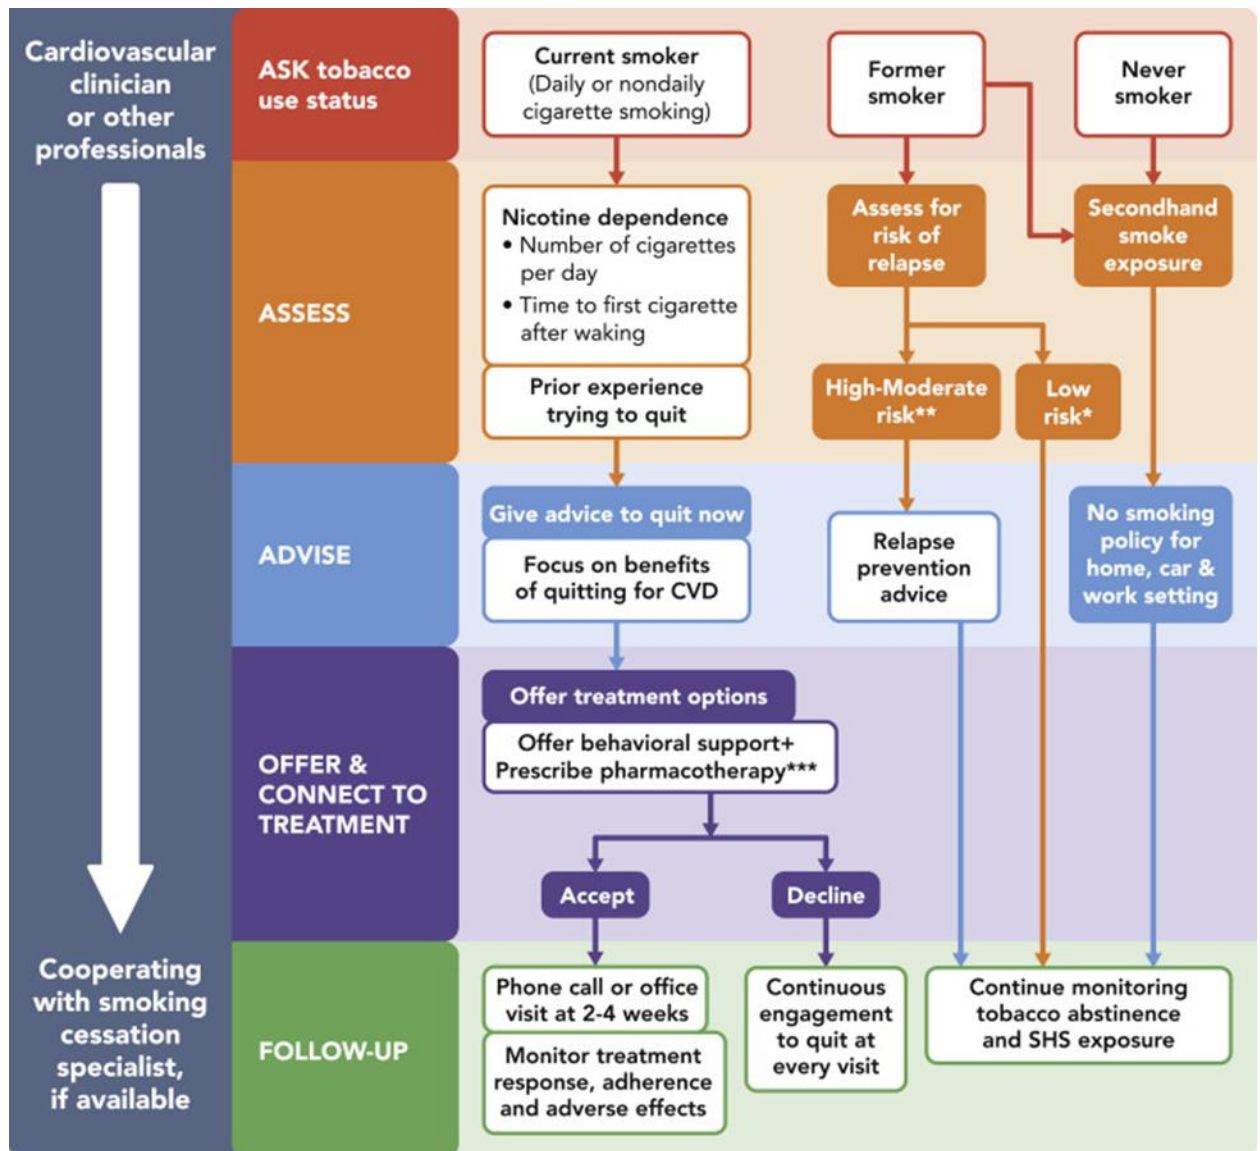 Cardiovascular
clinician
or other
professionals
Cooperating
with smoking
cessation
specialist,
if available
ASK tobacco
use status
Current smoker
(Daily or nondaily
cigarette smoking)
Former
smoker
Never
smoker
ASSESS
Nicotine dependence
• Number of cigarettes
per day
• Time to first cigarette
after waking
Prior experience
trying to quit
Assess for
risk of
relapse
Secondhand
smoke
exposure
High-Moderate
risk**
Low
risk*
ADVISE
Give advice to quit now
Focus on benefits
of quitting for CVD
Relapse
prevention
advice
No smoking
policy for
home, car &
work setting
OFFER &
CONNECT TO
TREATMENT
Offer treatment options
Offer behavioral support+
Prescribe pharmacotherapy***
Accept
Decline
FOLLOW-UP
Phone call or office
visit at 2-4 weeks
Monitor treatment
response, adherence
and adverse effects
Continuous
engagement
to quit at
every visit
Continue monitoring
tobacco abstinence
and SHS exposure